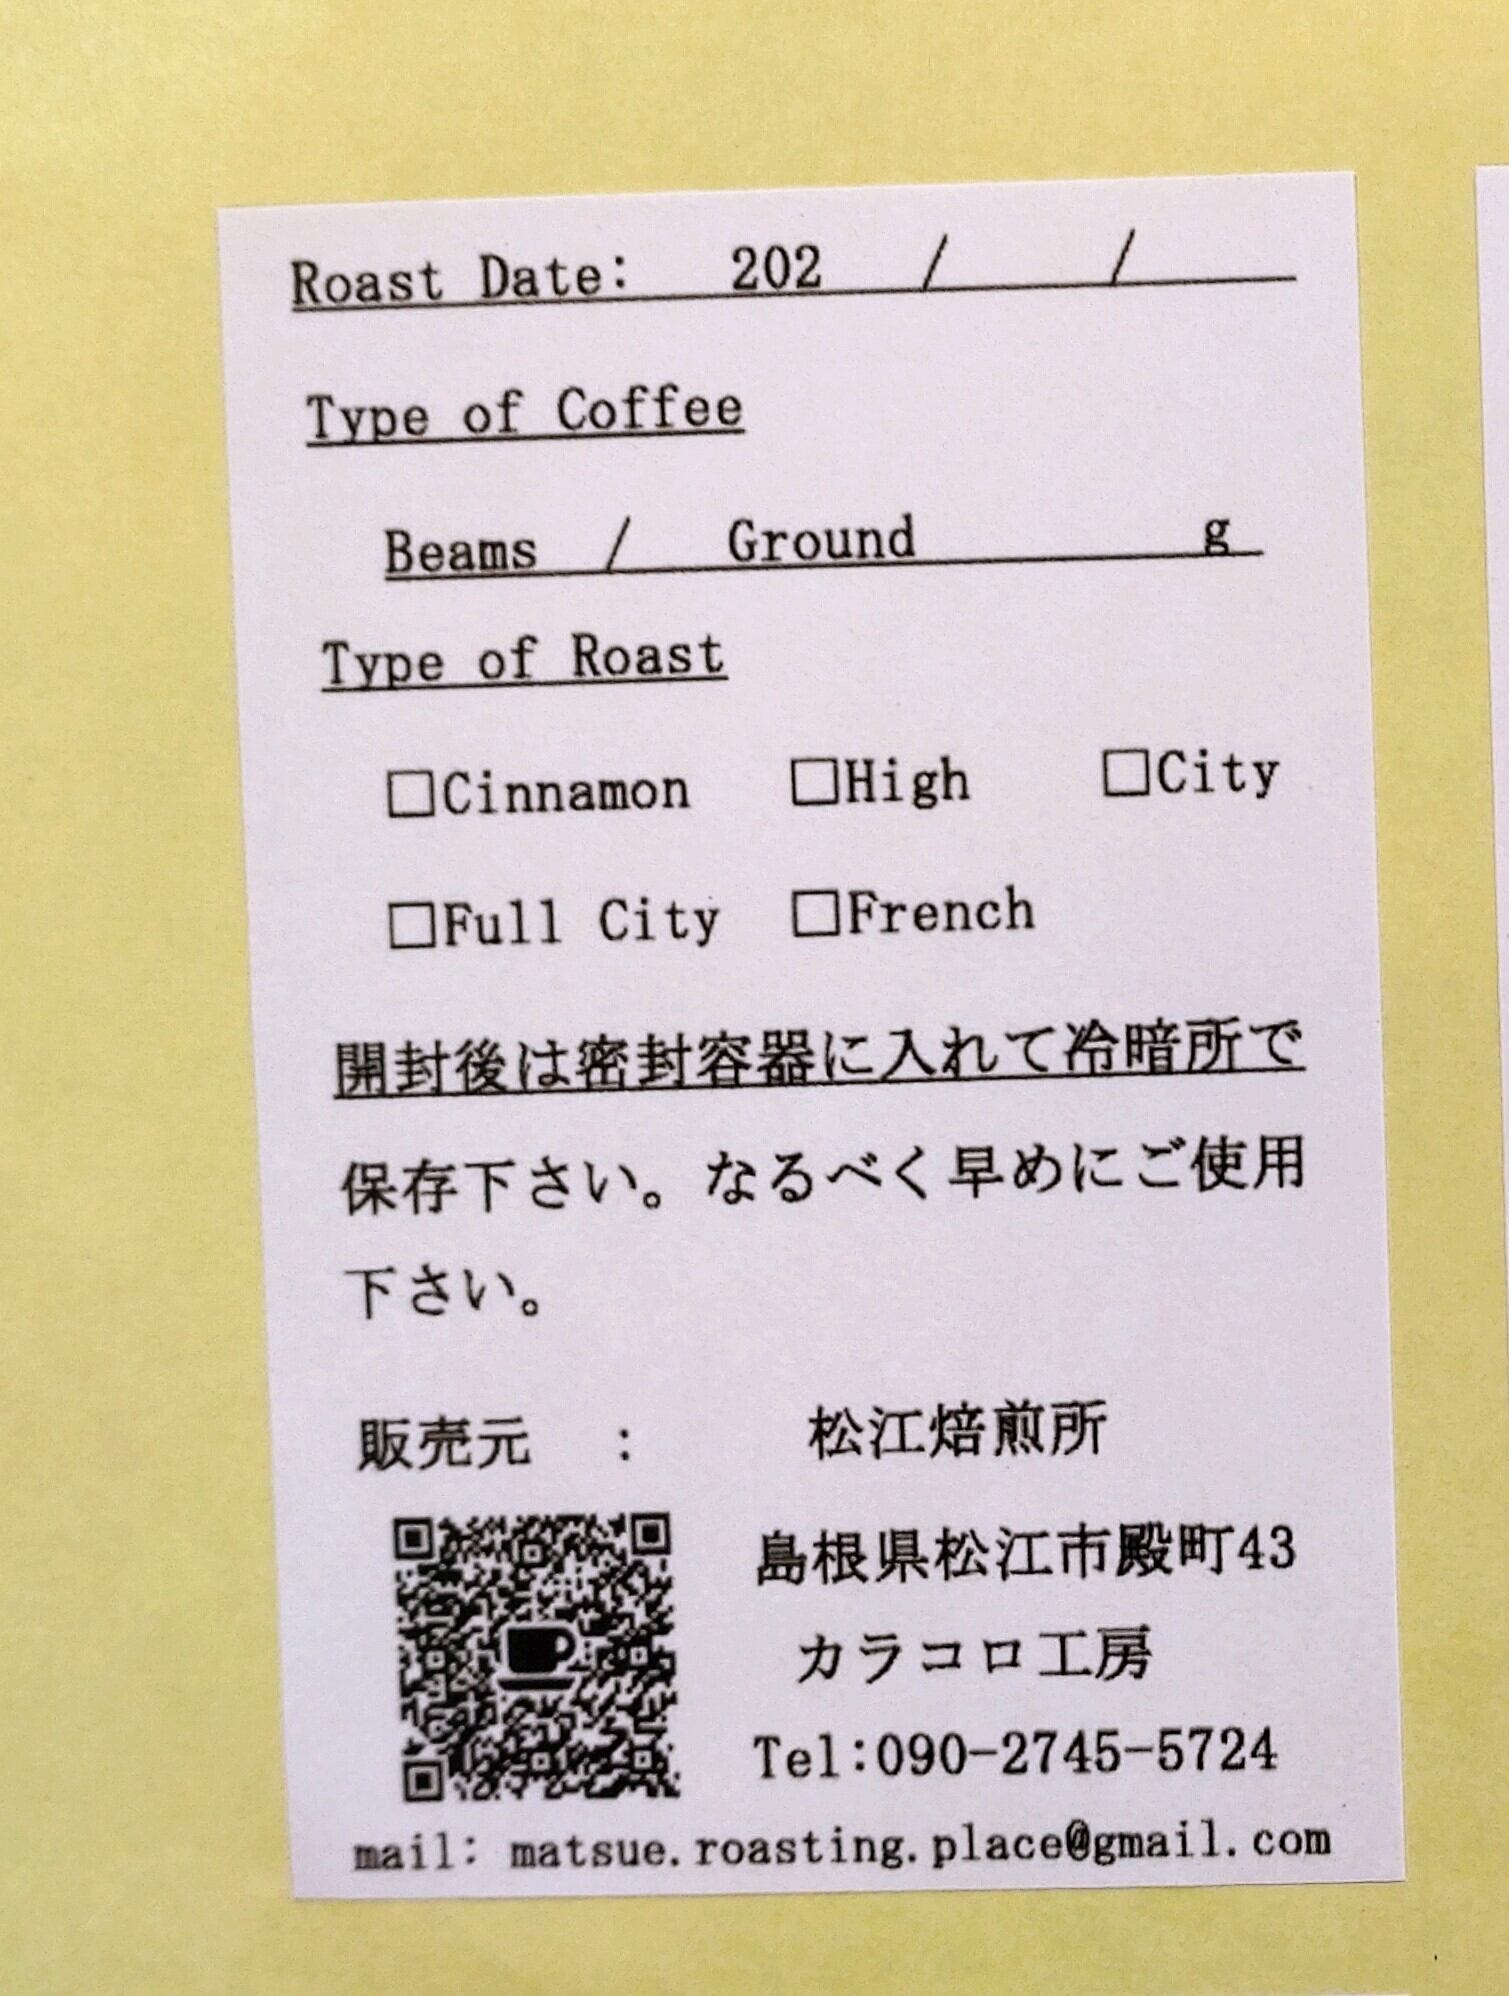 Roast Date: 202 / /
Type of Coffee
Beams / Ground g
Type of Roast
□Cinnamon □High □City
□Full City □French
開封後は密封容器に入れて冷暗所で
保存下さい。なるべく早めにご使用
下さい。
販売元 : 松江焙煎所
島根県松江市殿町43
カラコロ工房
Tel:090-2745-5724
mail: matsue.roasting.place@gmail.com